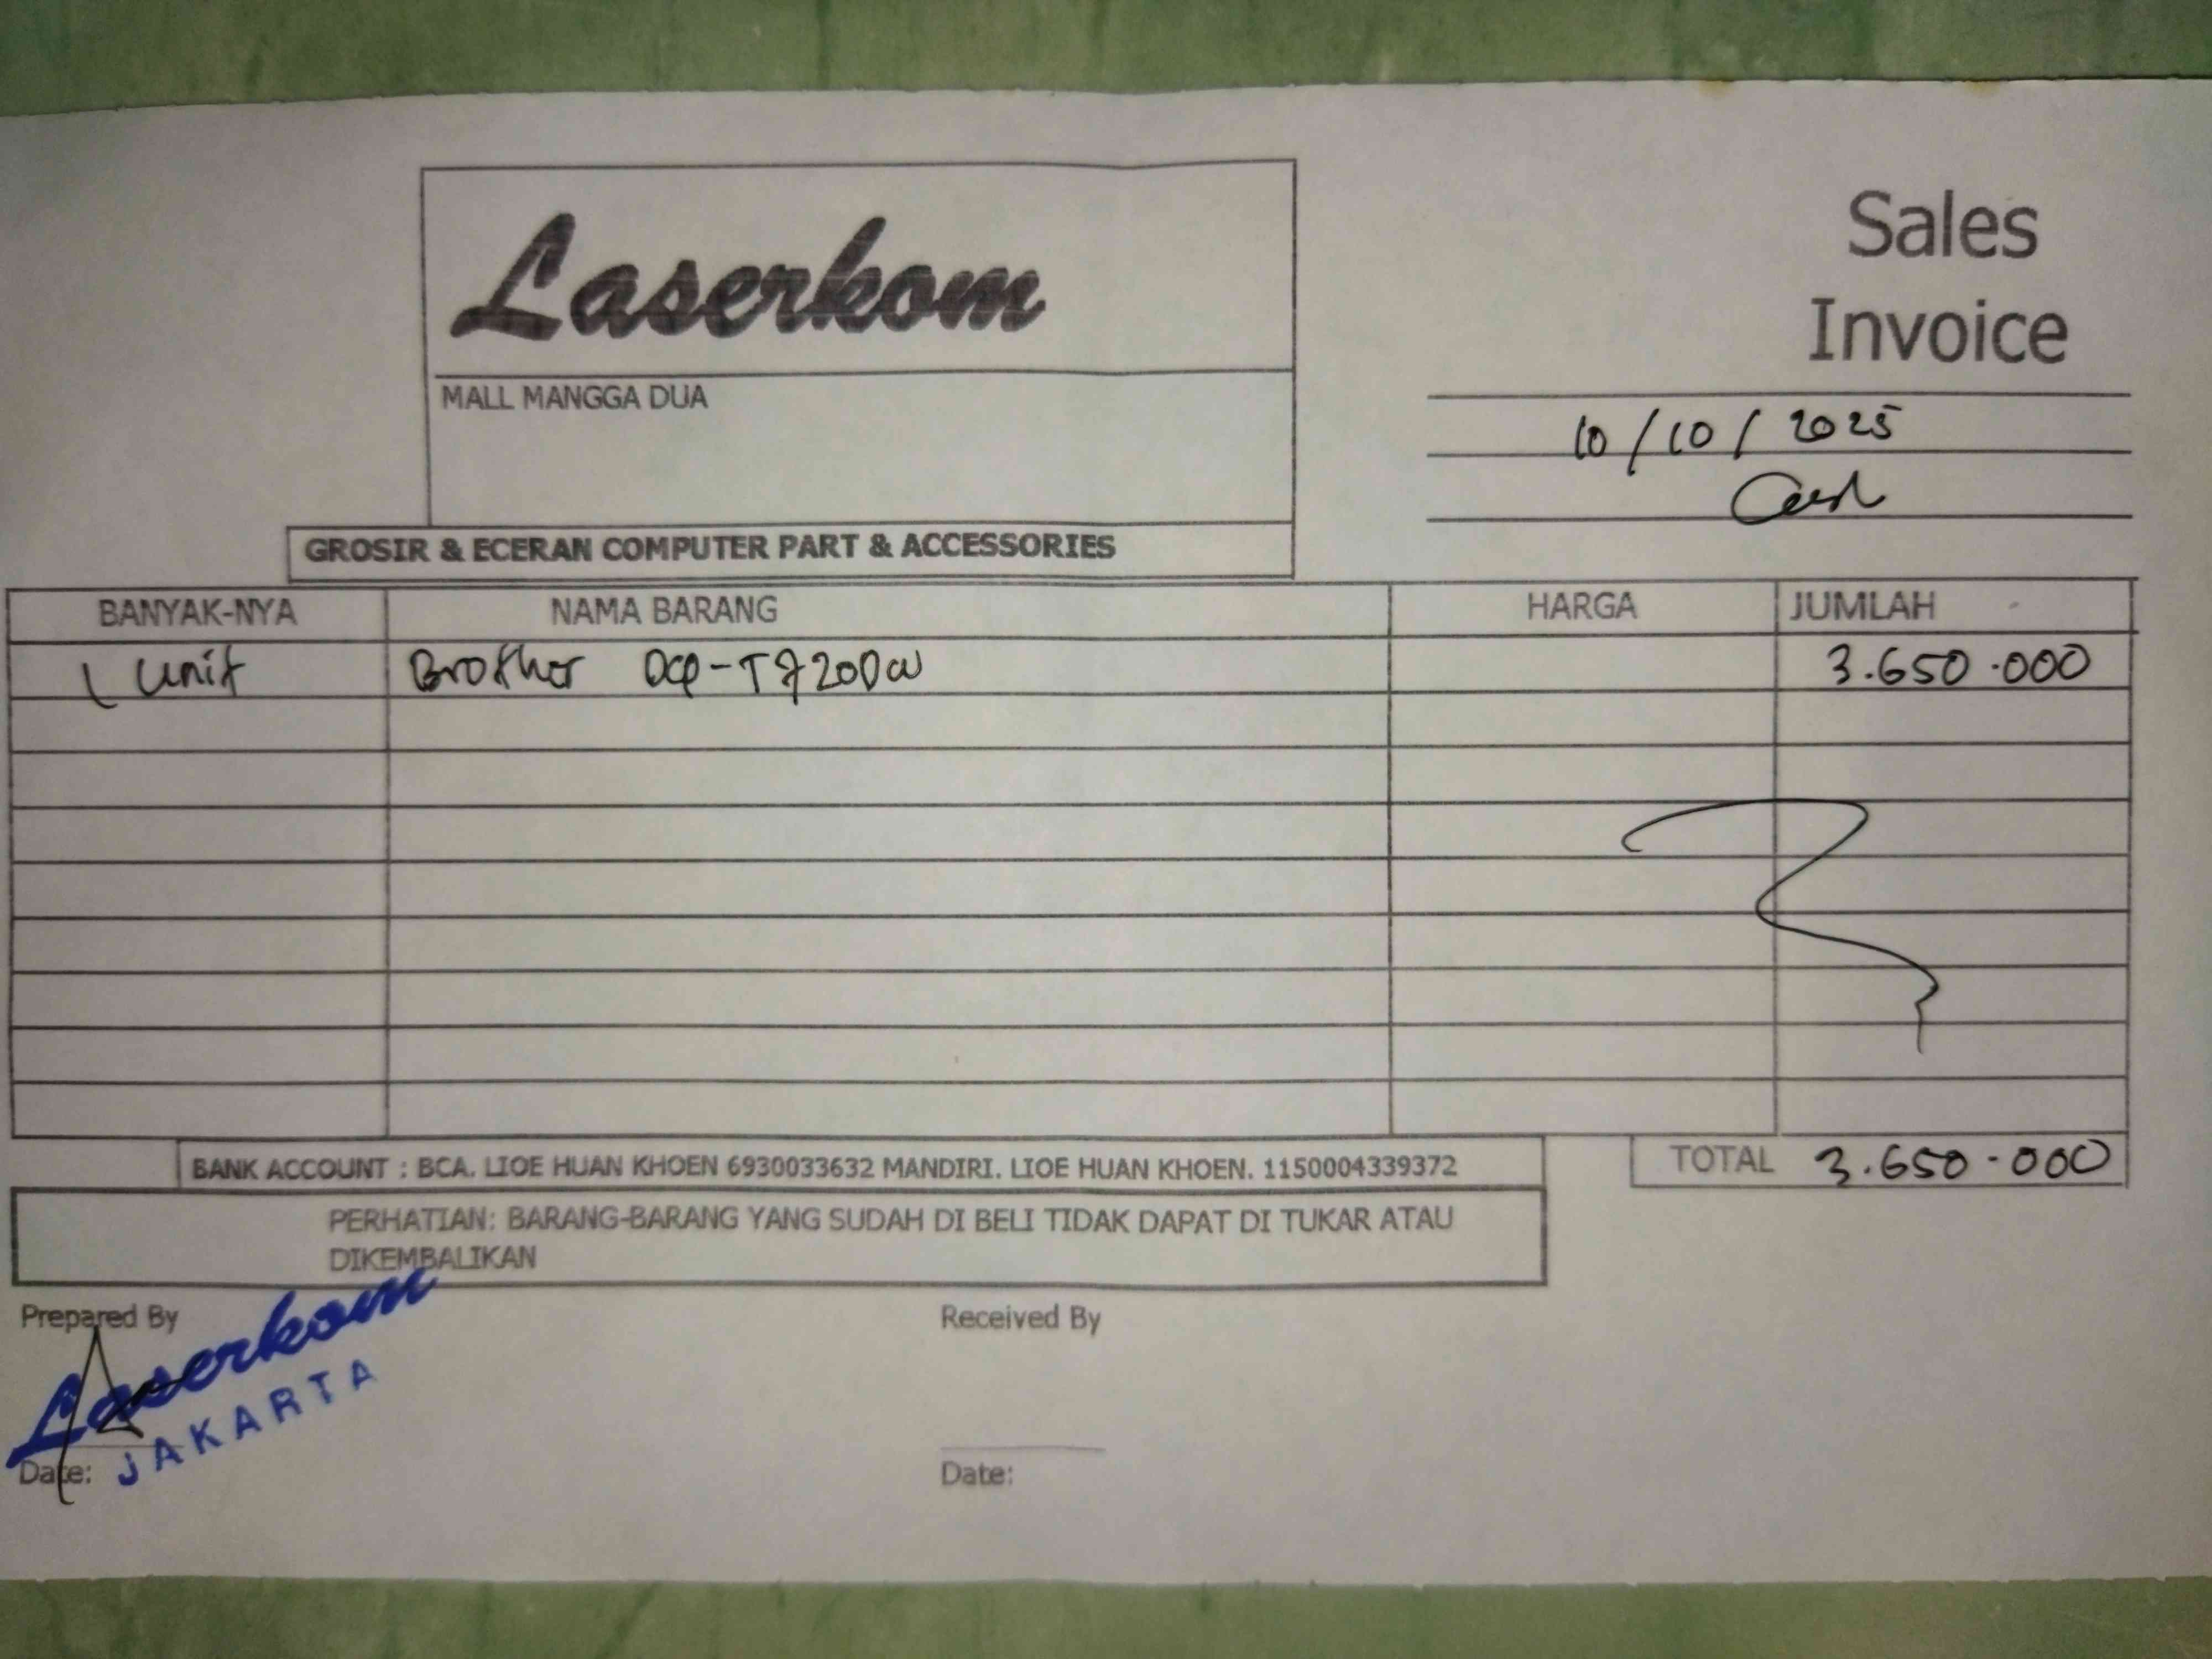 Laserkom
MALL MANGGA DUA
GROSIR & ECERAN COMPUTER PART & ACCESSORIES
Sales
Invoice
10/10/2025
Cash
BANYAK-NYA NAMA BARANG HARGA JUMLAH
1 Unit Brother DCP-T720DW 3.650.000
BANK ACCOUNT : BCA. LIOE HUAN KHOEN 6930033632 MANDIRI. LIOE HUAN KHOEN. 1150004339372
TOTAL 3.650.000
PERHATIAN: BARANG-BARANG YANG SUDAH DI BELI TIDAK DAPAT DI TUKAR ATAU
DIKEMBALIKAN
Prepared By
Laserkom
JAKARTA
Date:
Received By
Date: